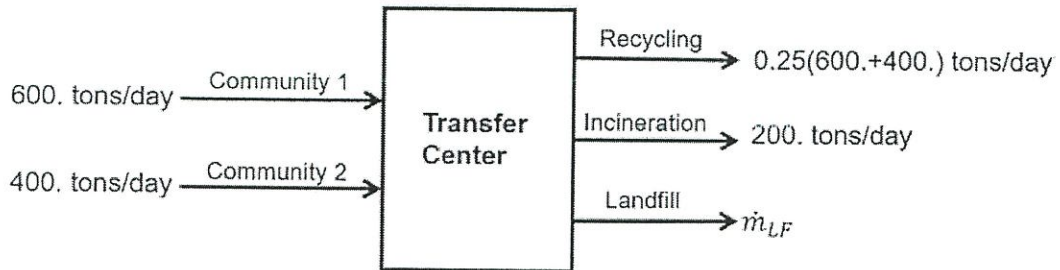 Recycling
0.25(600.+400.) tons/day
600. tons/day
Community 1
Transfer
Center
Incineration
200. tons/day
400. tons/day
Community 2
Landfill
ṁ_LF